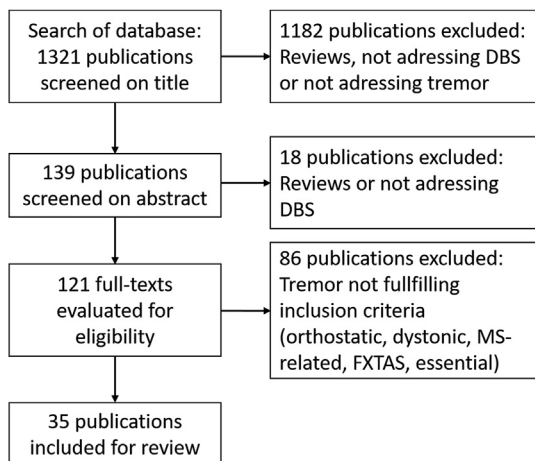 Search of database:
1321 publications
screened on title
1182 publications excluded:
Reviews, not adressing DBS
or not adressing tremor
139 publications
screened on abstract
18 publications excluded:
Reviews or not adressing
DBS
121 full-texts
evaluated for
eligibility
86 publications excluded:
Tremor not fullfilling
inclusion criteria
(orthostatic, dystonic, MS-
related, FXTAS, essential)
35 publications
included for review